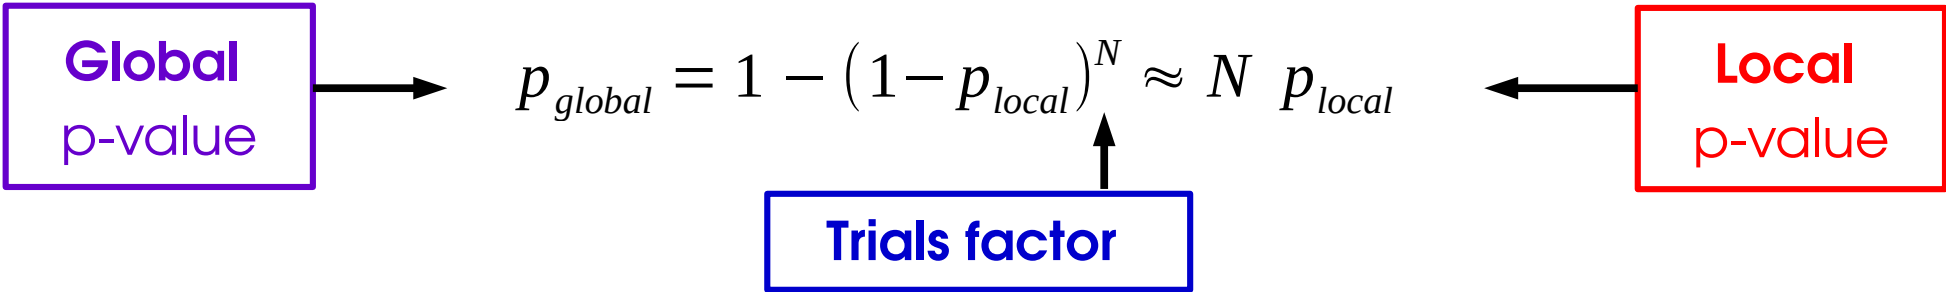 Global
p-value
p_global = 1 − (1 − p_local)^N ≈ N p_local
Local
p-value
Trials factor